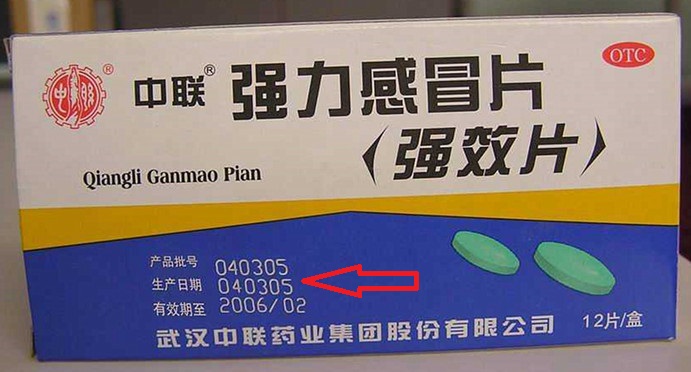 中联® 强力感冒片
OTC
〈强效片〉
Qiangli Ganmao Pian
产品批号 040305
生产日期 040305
有效期至 2006/02
武汉中联药业集团股份有限公司
12片/盒